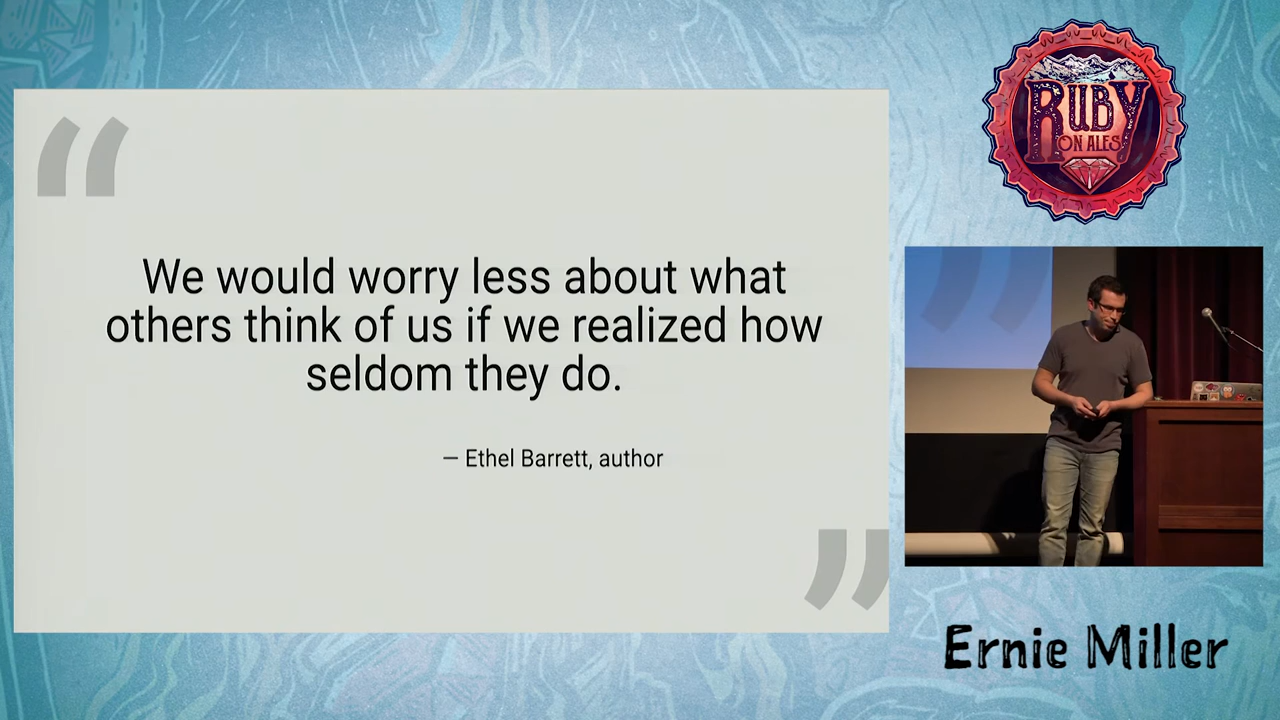 “
We would worry less about what
others think of us if we realized how
seldom they do.
– Ethel Barrett, author
”
RUBY
ON ALES
Ernie Miller